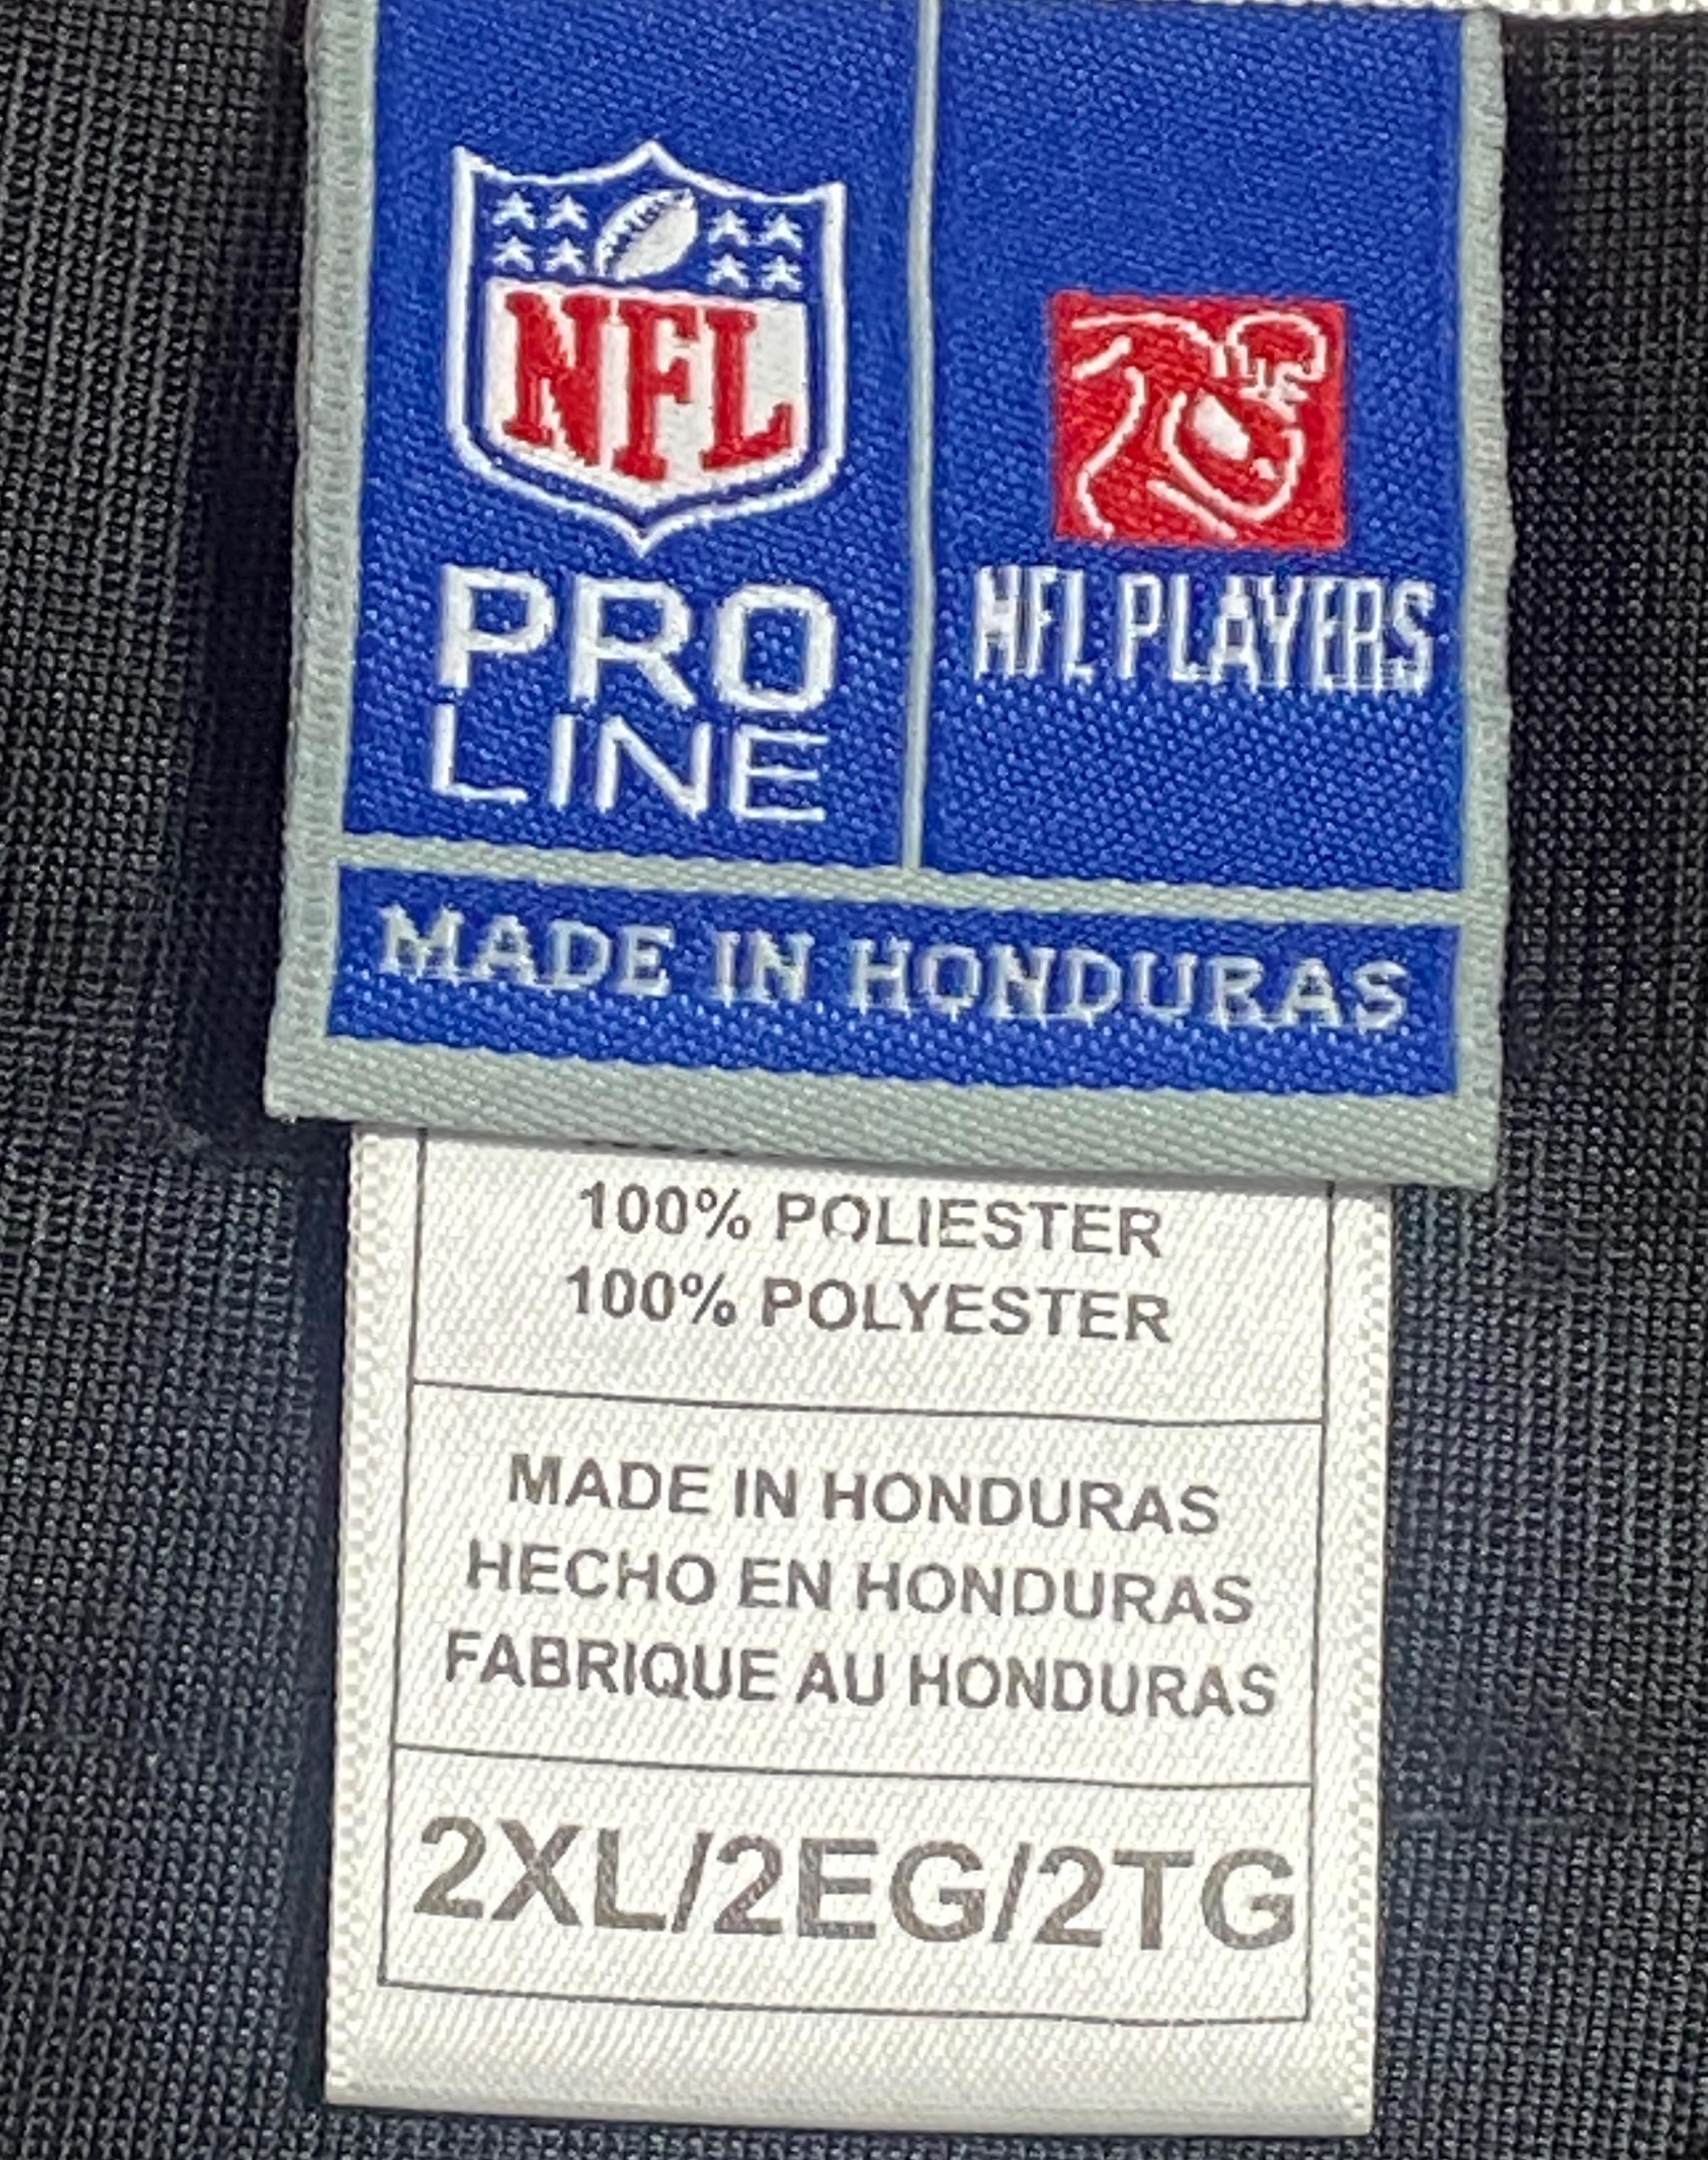 NFL
PRO
LINE
NFL PLAYERS
MADE IN HONDURAS
100% POLIESTER
100% POLYESTER
MADE IN HONDURAS
HECHO EN HONDURAS
FABRIQUE AU HONDURAS
2XL/2EG/2TG